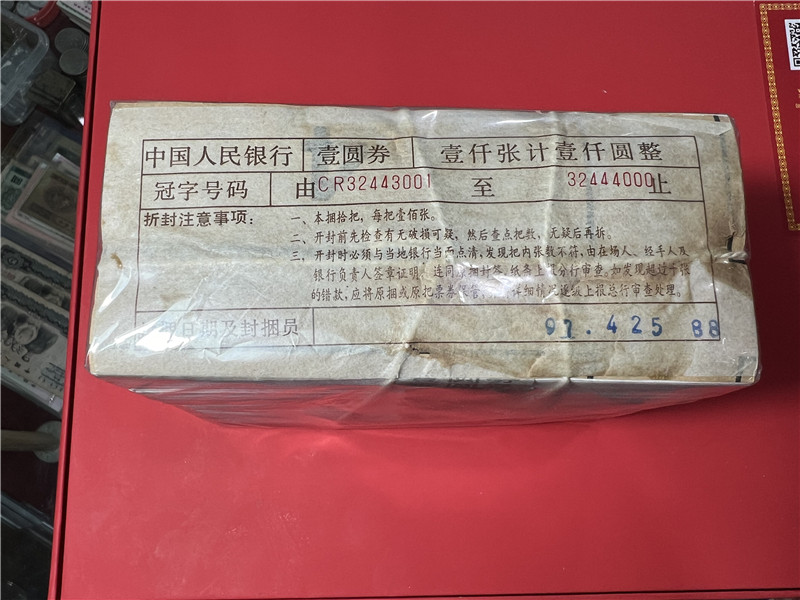 中国人民银行 壹圆券 壹仟张计壹仟圆整
冠字号码 由CR32443001 至 32444000止
折封注意事项：
一、本捆拾把，每把壹佰张。
二、开封前先检查有无破损可疑，然后查点把数，无疑后再拆。
三、开封时必须与当地银行当面点清，发现把内张数不符，由在场人、经手人及
银行负责人签章证明、连同原捆封签、纸条上报分行审查。如发现超过十张
的错款，应将原捆或原把票券保管，详细情况逐级上报总行审查处理。
日期及封捆员 97.425 88